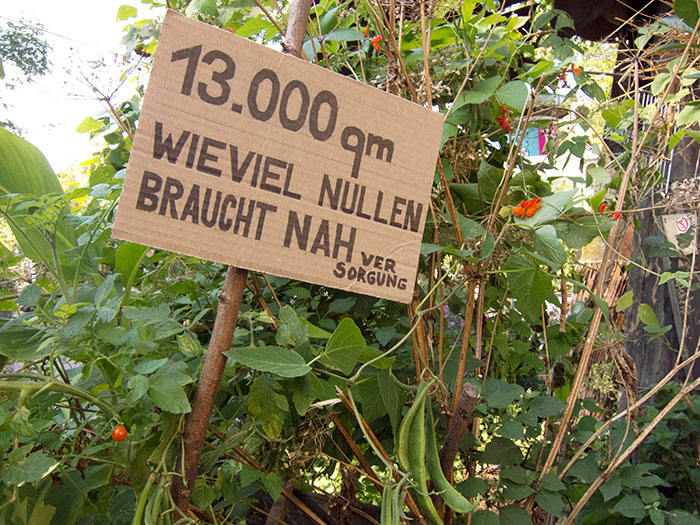 13.000 qm
WIEVIEL NULLEN
BRAUCHT NAH VER
SORGUNG